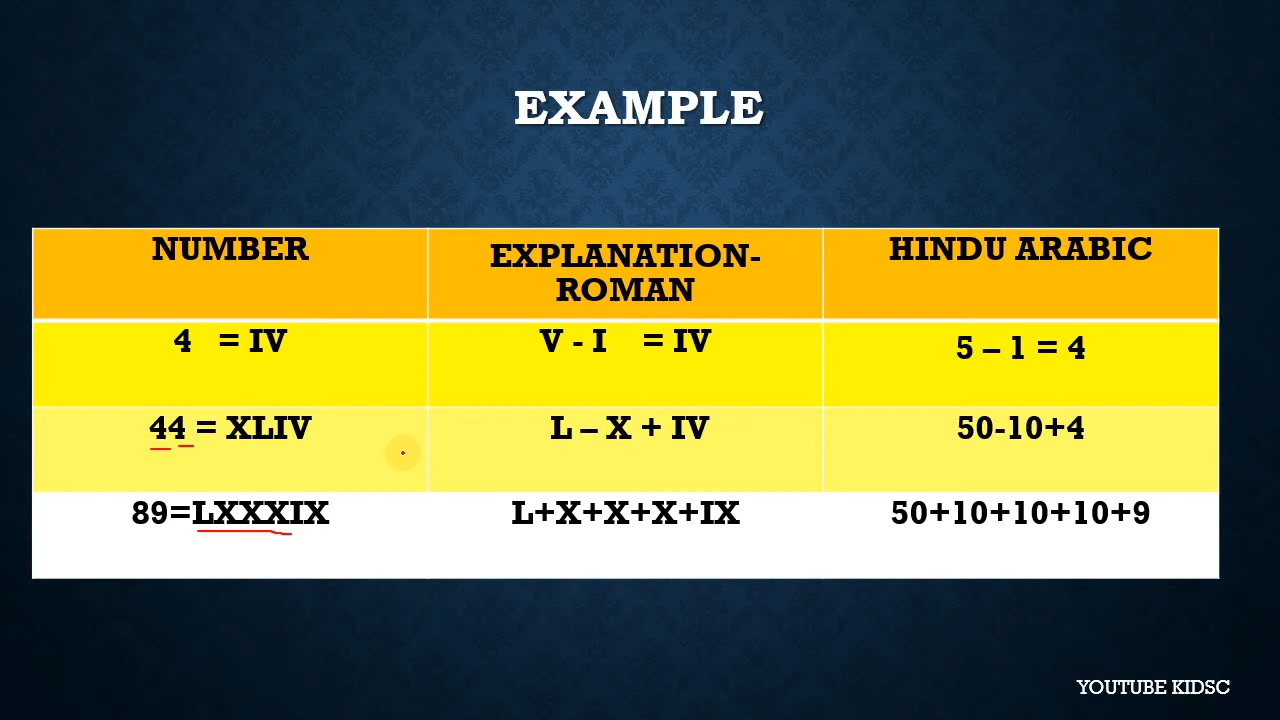 EXAMPLE
NUMBER
EXPLANATION-
ROMAN
HINDU ARABIC
4 = IV
V - I = IV
5 – 1 = 4
44 = XLIV
L – X + IV
50-10+4
89=LXXXIX
L+X+X+X+IX
50+10+10+10+9
YOUTUBE KIDSC